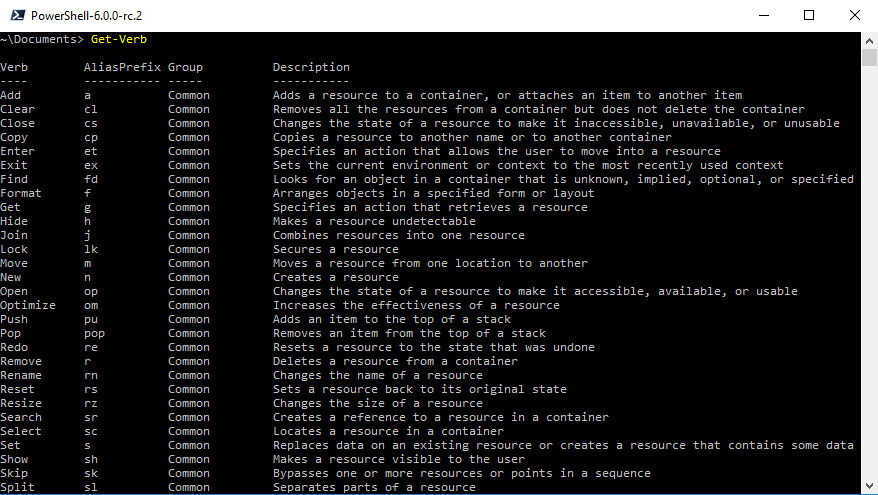 PowerShell-6.0.0-rc.2
~\Documents> Get-Verb
Verb AliasPrefix Group Description
---- ----------- ----- -----------
Add a Common Adds a resource to a container, or attaches an item to another item
Clear cl Common Removes all the resources from a container but does not delete the container
Close cs Common Changes the state of a resource to make it inaccessible, unavailable, or unusable
Copy cp Common Copies a resource to another name or to another container
Enter et Common Specifies an action that allows the user to move into a resource
Exit ex Common Sets the current environment or context to the most recently used context
Find fd Common Looks for an object in a container that is unknown, implied, optional, or specified
Format f Common Arranges objects in a specified form or layout
Get g Common Specifies an action that retrieves a resource
Hide h Common Makes a resource undetectable
Join j Common Combines resources into one resource
Lock lk Common Secures a resource
Move m Common Moves a resource from one location to another
New n Common Creates a resource
Open op Common Changes the state of a resource to make it accessible, available, or usable
Optimize om Common Increases the effectiveness of a resource
Push pu Common Adds an item to the top of a stack
Pop pop Common Removes an item from the top of a stack
Redo re Common Resets a resource to the state that was undone
Remove r Common Deletes a resource from a container
Rename rn Common Changes the name of a resource
Reset rs Common Sets a resource back to its original state
Resize rz Common Changes the size of a resource
Search sr Common Creates a reference to a resource in a container
Select sc Common Locates a resource in a container
Set s Common Replaces data on an existing resource or creates a resource that contains some data
Show sh Common Makes a resource visible to the user
Skip sk Common Bypasses one or more resources or points in a sequence
Split sl Common Separates parts of a resource